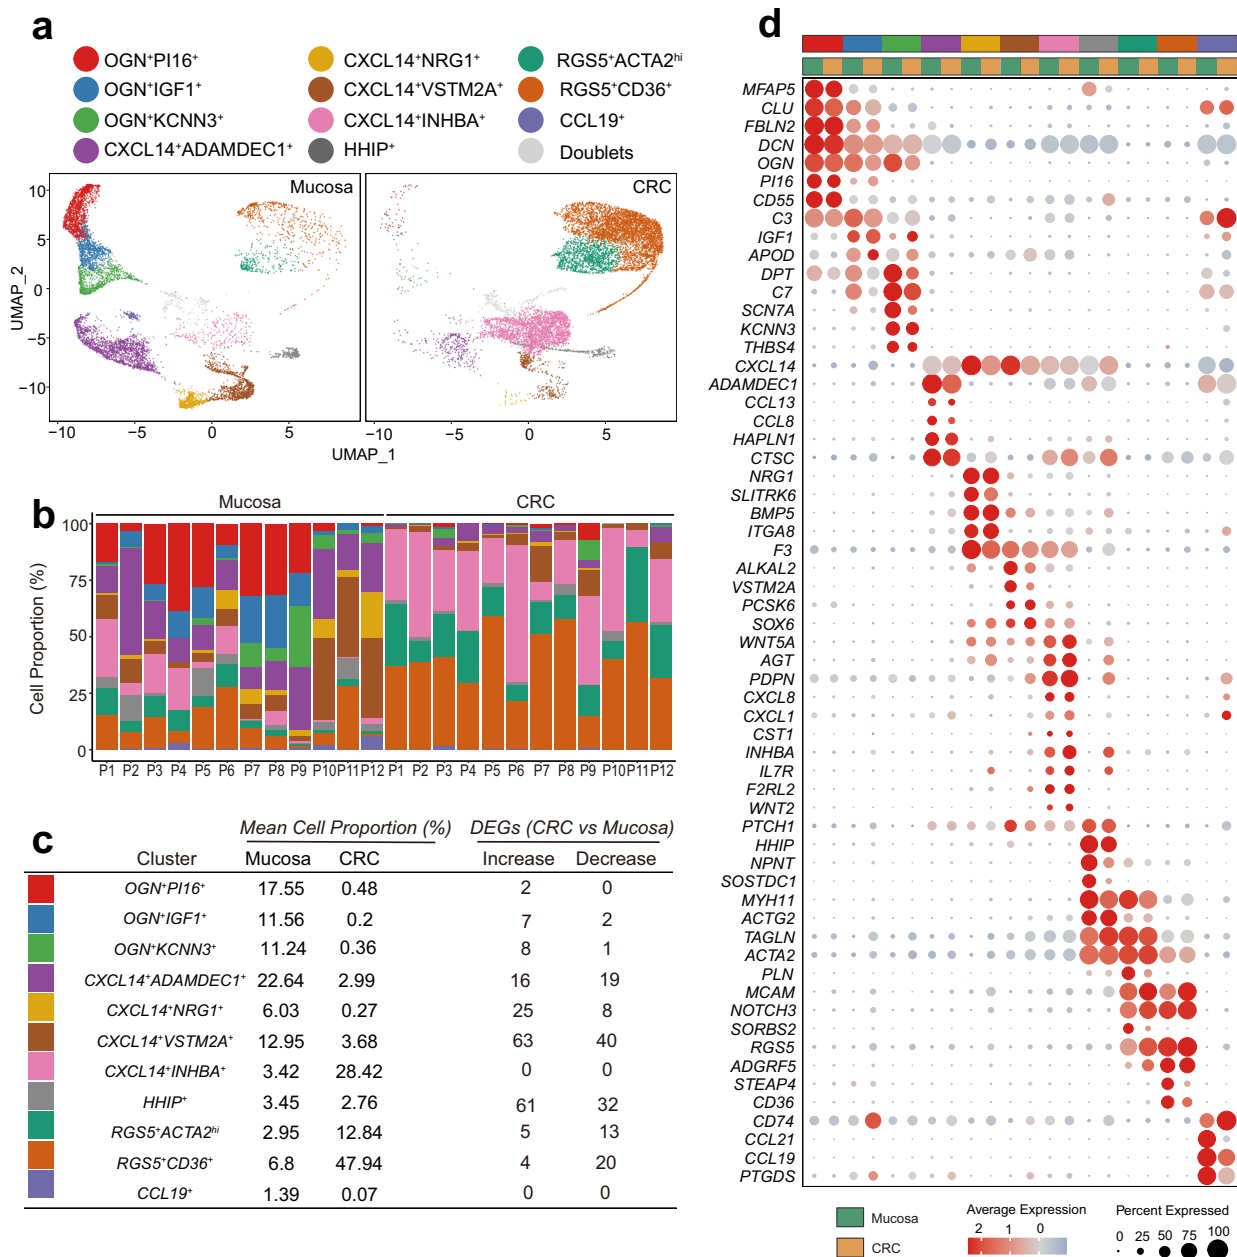 a
OGN+PI16+ CXCL14+NRG1+ RGS5+ACTA2hi
OGN+IGF1+ CXCL14+VSTM2A+ RGS5+CD36+
OGN+KCNN3+ CXCL14+INHBA+ CCL19+
CXCL14+ADAMDEC1+ HHIP+ Doublets
Mucosa CRC
UMAP_2
10
5
0
−5
−10
−10 −5 0 5 −10 −5 0 5
UMAP_1
b
Mucosa CRC
Cell Proportion (%)
100
75
50
25
0
P1 P2 P3 P4 P5 P6 P7 P8 P9 P10 P11 P12 P1 P2 P3 P4 P5 P6 P7 P8 P9 P10 P11 P12
c
Mean Cell Proportion (%) DEGs (CRC vs Mucosa)
Cluster Mucosa CRC Increase Decrease
OGN+PI16+ 17.55 0.48 2 0
OGN+IGF1+ 11.56 0.2 7 2
OGN+KCNN3+ 11.24 0.36 8 1
CXCL14+ADAMDEC1+ 22.64 2.99 16 19
CXCL14+NRG1+ 6.03 0.27 25 8
CXCL14+VSTM2A+ 12.95 3.68 63 40
CXCL14+INHBA+ 3.42 28.42 0 0
HHIP+ 3.45 2.76 61 32
RGS5+ACTA2hi 2.95 12.84 5 13
RGS5+CD36+ 6.8 47.94 4 20
CCL19+ 1.39 0.07 0 0
d
MFAP5
CLU
FBLN2
DCN
OGN
PI16
CD55
C3
IGF1
APOD
DPT
C7
SCN7A
KCNN3
THBS4
CXCL14
ADAMDEC1
CCL13
CCL8
HAPLN1
CTSC
NRG1
SLITRK6
BMP5
ITGA8
F3
ALKAL2
VSTM2A
PCSK6
SOX6
WNT5A
AGT
PDPN
CXCL8
CXCL1
CST1
INHBA
IL7R
F2RL2
WNT2
PTCH1
HHIP
NPNT
SOSTDC1
MYH11
ACTG2
TAGLN
ACTA2
PLN
MCAM
NOTCH3
SORBS2
RGS5
ADGRF5
STEAP4
CD36
CD74
CCL21
CCL19
PTGDS
Mucosa
CRC
Average Expression
2 1 0
Percent Expressed
0 25 50 75 100